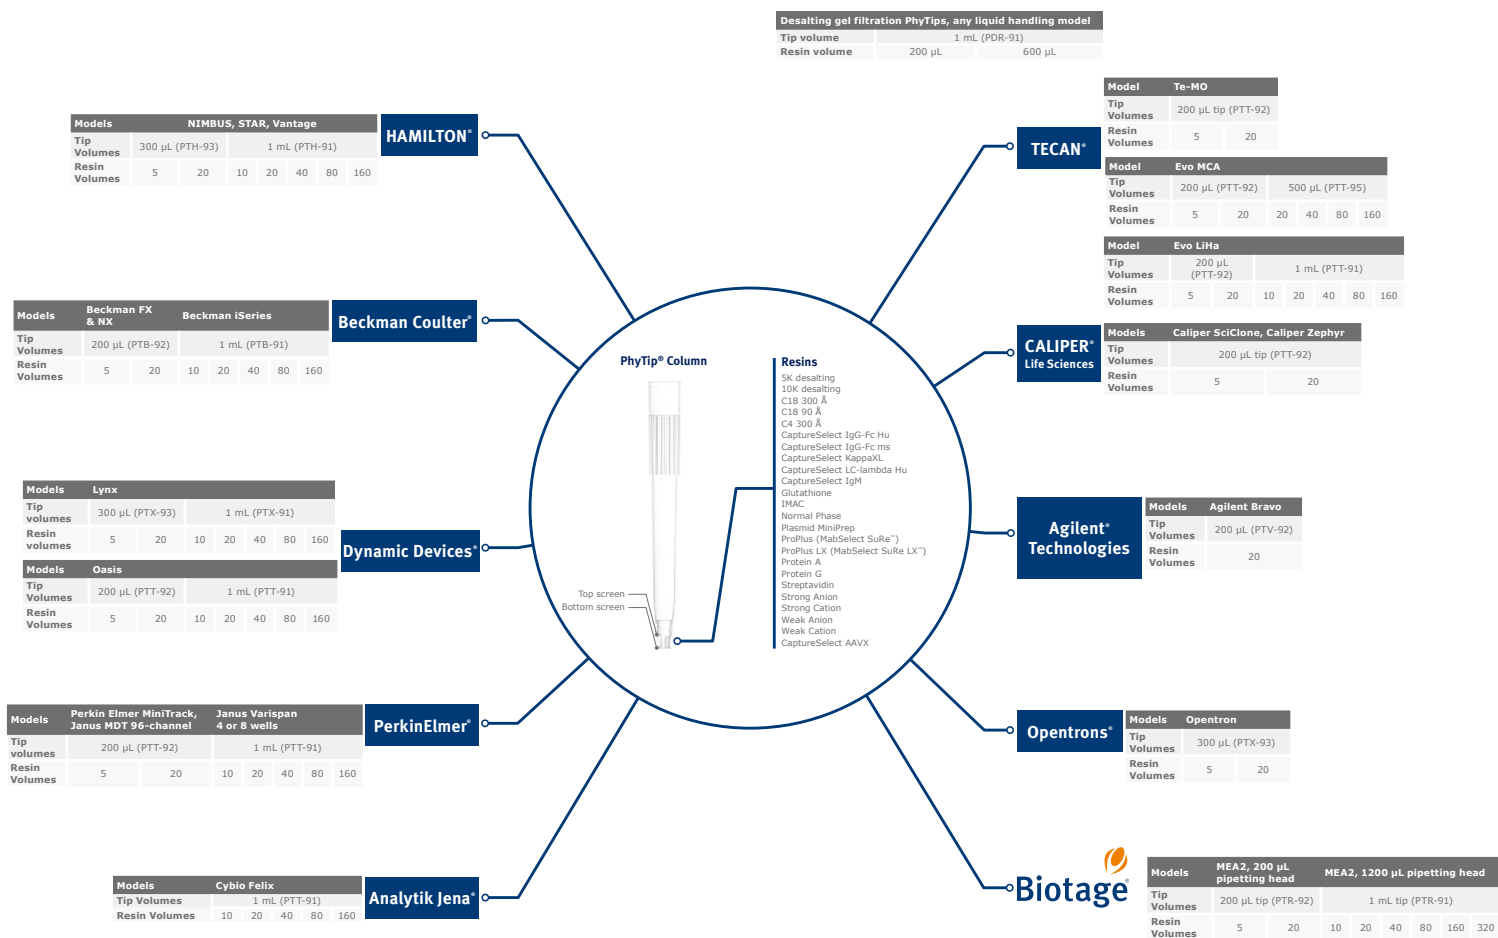 Desalting gel filtration PhyTips, any liquid handling model
Tip volume 1 mL (PDR-91)
Resin volume 200 µL 600 µL
Models NIMBUS, STAR, Vantage
Tip
Volumes 300 µL (PTH-93) 1 mL (PTH-91)
Resin
Volumes 5 20 10 20 40 80 160
HAMILTON®
Models Beckman FX
& NX Beckman iSeries
Tip
Volumes 200 µL (PTB-92) 1 mL (PTB-91)
Resin
Volumes 5 20 10 20 40 80 160
Beckman Coulter®
Models Lynx
Tip
volumes 300 µL (PTX-93) 1 mL (PTX-91)
Resin
volumes 5 20 10 20 40 80 160
Models Oasis
Tip
Volumes 200 µL (PTT-92) 1 mL (PTT-91)
Resin
Volumes 5 20 10 20 40 80 160
Dynamic Devices®
Models Perkin Elmer MiniTrack,
Janus MDT 96-channel Janus Varispan
4 or 8 wells
Tip
volumes 200 µL (PTT-92) 1 mL (PTT-91)
Resin
Volumes 5 20 10 20 40 80 160
PerkinElmer®
Models Cybio Felix
Tip Volumes 1 mL (PTT-91)
Resin Volumes 10 20 40 80 160
Analytik Jena®
PhyTip® Column
Top screen
Bottom screen
Resins
5K desalting
10K desalting
C18 300 Å
C18 90 Å
C4 300 Å
CaptureSelect IgG-Fc Hu
CaptureSelect IgG-Fc ms
CaptureSelect KappaXL
CaptureSelect LC-lambda Hu
CaptureSelect IgM
Glutathione
IMAC
Normal Phase
Plasmid MiniPrep
ProPlus (MabSelect SuRe™)
ProPlus LX (MabSelect SuRe LX™)
Protein A
Protein G
Streptavidin
Strong Anion
Strong Cation
Weak Anion
Weak Cation
CaptureSelect AAVX
TECAN®
Model Te-MO
Tip
Volumes 200 µL tip (PTT-92)
Resin
Volumes 5 20
Model Evo MCA
Tip
Volumes 200 µL (PTT-92) 500 µL (PTT-95)
Resin
Volumes 5 20 20 40 80 160
Model Evo LiHa
Tip
Volumes 200 µL
(PTT-92) 1 mL (PTT-91)
Resin
Volumes 5 20 10 20 40 80 160
CALIPER®
Life Sciences
Models Caliper SciClone, Caliper Zephyr
Tip
Volumes 200 µL tip (PTT-92)
Resin
Volumes 5 20
Agilent®
Technologies
Models Agilent Bravo
Tip
Volumes 200 µL (PTV-92)
Resin
Volumes 20
Opentrons®
Models Opentron
Tip
Volumes 300 µL (PTX-93)
Resin
Volumes 5 20
Biotage®
Models MEA2, 200 µL
pipetting head MEA2, 1200 µL pipetting head
Tip
Volumes 200 µL tip (PTR-92) 1 mL tip (PTR-91)
Resin
Volumes 5 20 10 20 40 80 160 320